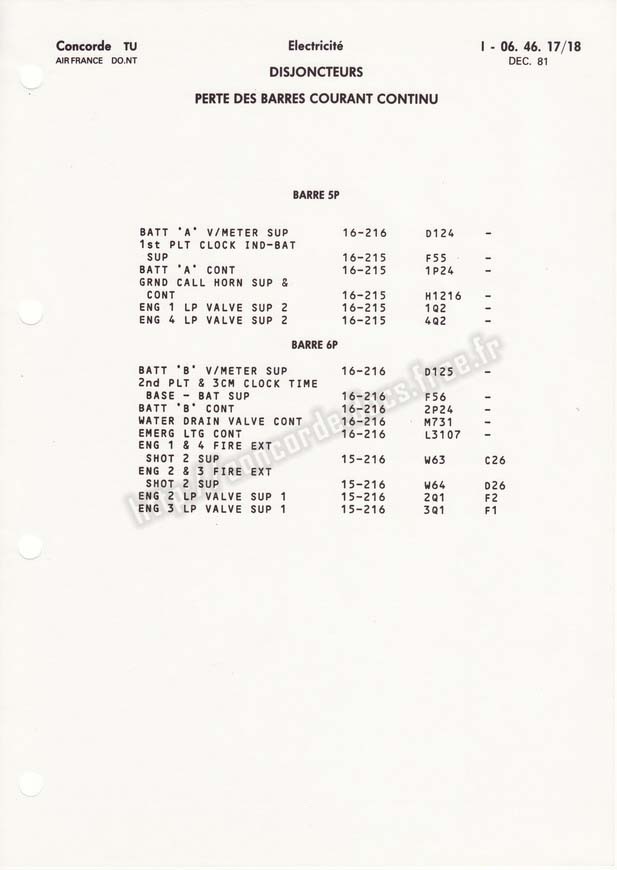 Concorde TU Electricité I - 06. 46. 17/18
AIR FRANCE DO.NT DEC. 81
DISJONCTEURS
PERTE DES BARRES COURANT CONTINU
BARRE 5P
BATT 'A' V/METER SUP 16-216 D124 -
1st PLT CLOCK IND-BAT
SUP 16-215 F55 -
BATT 'A' CONT 16-215 1P24 -
GRND CALL HORN SUP &
CONT 16-215 H1216 -
ENG 1 LP VALVE SUP 2 16-215 1Q2 -
ENG 4 LP VALVE SUP 2 16-215 4Q2 -
BARRE 6P
BATT 'B' V/METER SUP 16-216 D125 -
2nd PLT & 3CM CLOCK TIME
BASE - BAT SUP 16-216 F56 -
BATT 'B' CONT 16-216 2P24 -
WATER DRAIN VALVE CONT 16-216 M731 -
EMERG LTG CONT 16-216 L3107 -
ENG 1 & 4 FIRE EXT
SHOT 2 SUP 15-216 W63 C26
ENG 2 & 3 FIRE EXT
SHOT 2 SUP 15-216 W64 D26
ENG 2 LP VALVE SUP 1 15-216 2Q1 F2
ENG 3 LP VALVE SUP 1 15-216 3Q1 F1